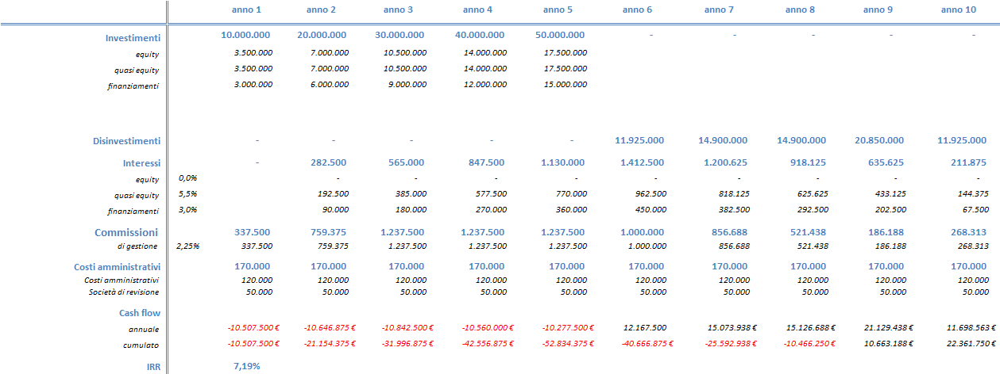 anno 1 anno 2 anno 3 anno 4 anno 5 anno 6 anno 7 anno 8 anno 9 anno 10
Investimenti 10.000.000 20.000.000 30.000.000 40.000.000 50.000.000 - - - - -
equity 3.500.000 7.000.000 10.500.000 14.000.000 17.500.000
quasi equity 3.500.000 7.000.000 10.500.000 14.000.000 17.500.000
finanziamenti 3.000.000 6.000.000 9.000.000 12.000.000 15.000.000
Disinvestimenti - - - - - 11.925.000 14.900.000 14.900.000 20.850.000 11.925.000
Interessi - 282.500 565.000 847.500 1.130.000 1.412.500 1.200.625 918.125 635.625 211.875
equity 0,0% - - - - - - - - -
quasi equity 5,5% 192.500 385.000 577.500 770.000 962.500 818.125 625.625 433.125 144.375
finanziamenti 3,0% 90.000 180.000 270.000 360.000 450.000 382.500 292.500 202.500 67.500
Commissioni 337.500 759.375 1.237.500 1.237.500 1.237.500 1.000.000 856.688 521.438 186.188 268.313
di gestione 2,25% 337.500 759.375 1.237.500 1.237.500 1.237.500 1.000.000 856.688 521.438 186.188 268.313
Costi amministrativi 170.000 170.000 170.000 170.000 170.000 170.000 170.000 170.000 170.000 170.000
Costi amministrativi 120.000 120.000 120.000 120.000 120.000 120.000 120.000 120.000 120.000 120.000
Società di revisione 50.000 50.000 50.000 50.000 50.000 50.000 50.000 50.000 50.000 50.000
Cash flow
annuale -10.507.500 € -10.646.875 € -10.842.500 € -10.560.000 € -10.277.500 € 12.167.500 15.073.938 € 15.126.688 € 21.129.438 € 11.698.563 €
cumulato -10.507.500 € -21.154.375 € -31.996.875 € -42.556.875 € -52.834.375 € -40.666.875 € -25.592.938 € -10.466.250 € 10.663.188 € 22.361.750 €
IRR 7,19%